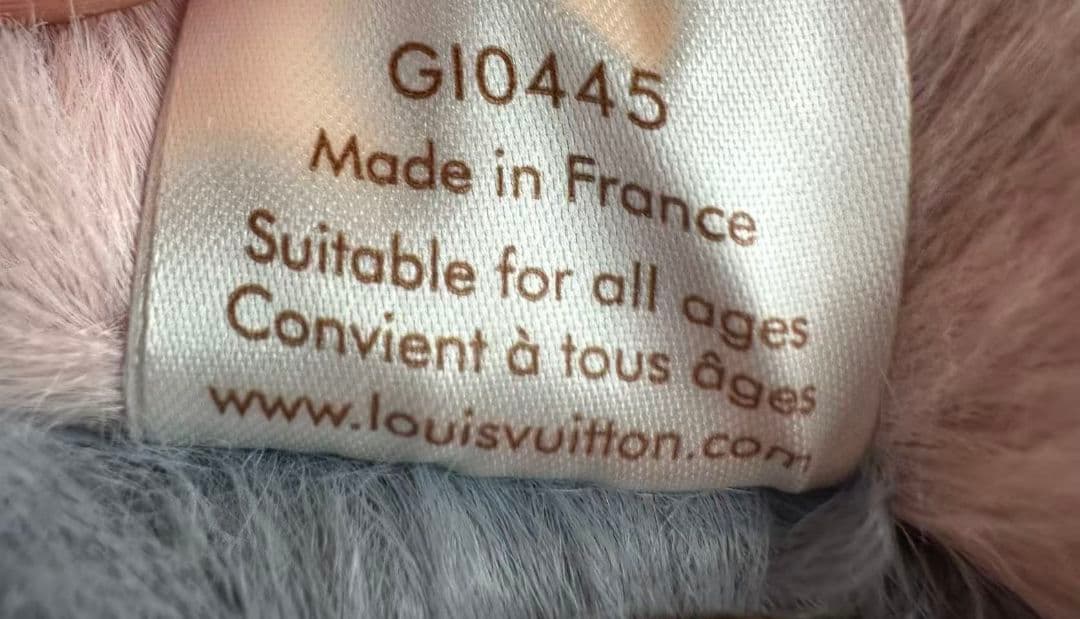 GI0445
Made in France
Suitable for all ages
Convient à tous âges
www.louisvuitton.com